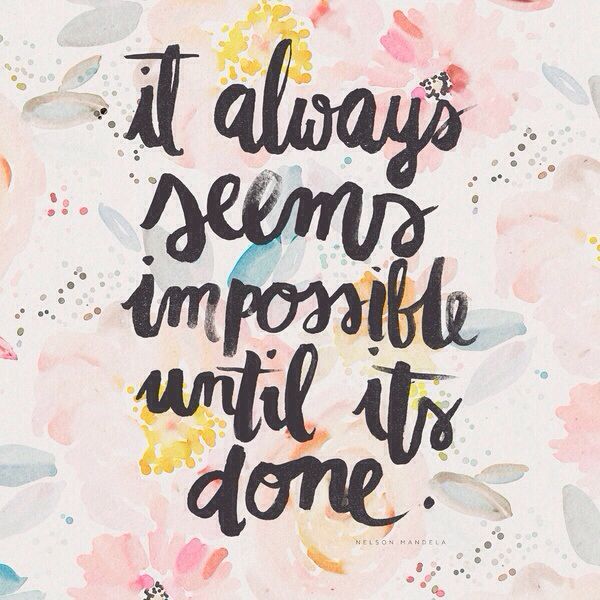 it always
seems
impossible
until its
done.
NELSON MANDELA